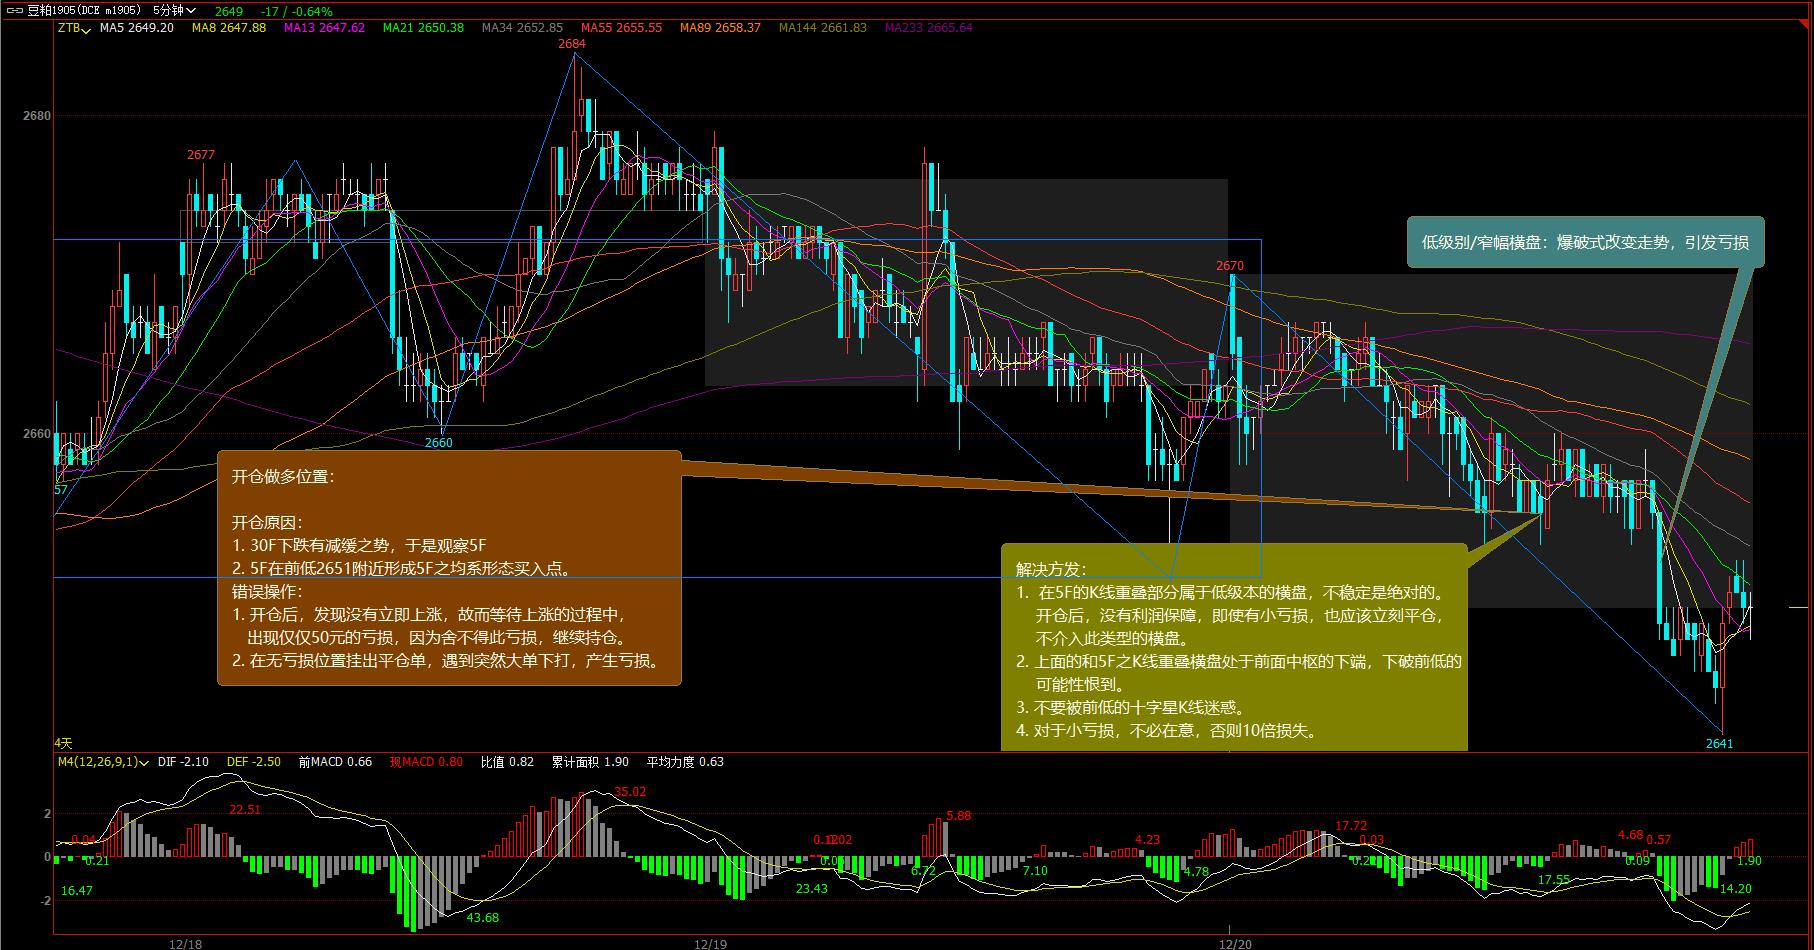 豆粕1905(DCE m1905) 5分钟 2649 -17 / -0.64%
ZTB MA5 2649.20 MA8 2647.88 MA13 2647.62 MA21 2650.38 MA34 2652.85 MA55 2655.55 MA89 2658.37 MA144 2661.83 MA233 2665.64
2684
2680
2677
低级别/窄幅横盘：爆破式改变走势，引发亏损
2670
2660
2660
57
开仓做多位置：
开仓原因：
1. 30F下跌有减缓之势，于是观察5F
2. 5F在前低2651附近形成5F之均系形态买入点。
错误操作：
1. 开仓后，发现没有立即上涨，故而等待上涨的过程中，
出现仅仅50元的亏损，因为舍不得此亏损，继续持仓。
2. 在无亏损位置挂出平仓单，遇到突然大单下打，产生亏损。
解决方发：
1. 在5F的K线重叠部分属于低级本的横盘，不稳定是绝对的。
开仓后，没有利润保障，即使有小亏损，也应该立刻平仓，
不介入此类型的横盘。
2. 上面的和5F之K线重叠横盘处于前面中枢的下端，下破前低的
可能性恨到。
3. 不要被前低的十字星K线迷惑。
4. 对于小亏损，不必在意，否则10倍损失。
2641
4天
M4(12,26,9,1) DIF -2.10 DEF -2.50 前MACD 0.66 现MACD 0.80 比值 0.82 累计面积 1.90 平均力度 0.63
35.02
22.51
5.88
17.72
4.68
0.57
4.23
0.04
0.03
2
0
-2
0.21
16.47
43.68
23.43
6.72
7.10
4.78
17.55
0.09
1.90
14.20
12/18
12/19
12/20